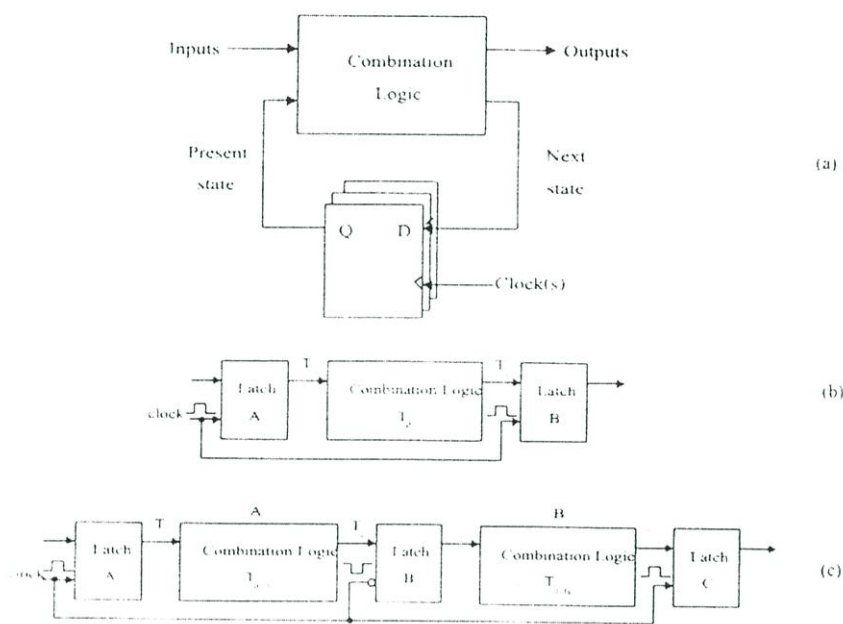 Inputs
Combination
Logic
Outputs
Present
state
Next
state
(a)
Q D
Clock(s)
T T
Latch
A
Combination Logic
Latch
B
clock
(b)
A B
T
Latch
A
Combination Logic
Latch
B
Combination Logic
Latch
C
(c)